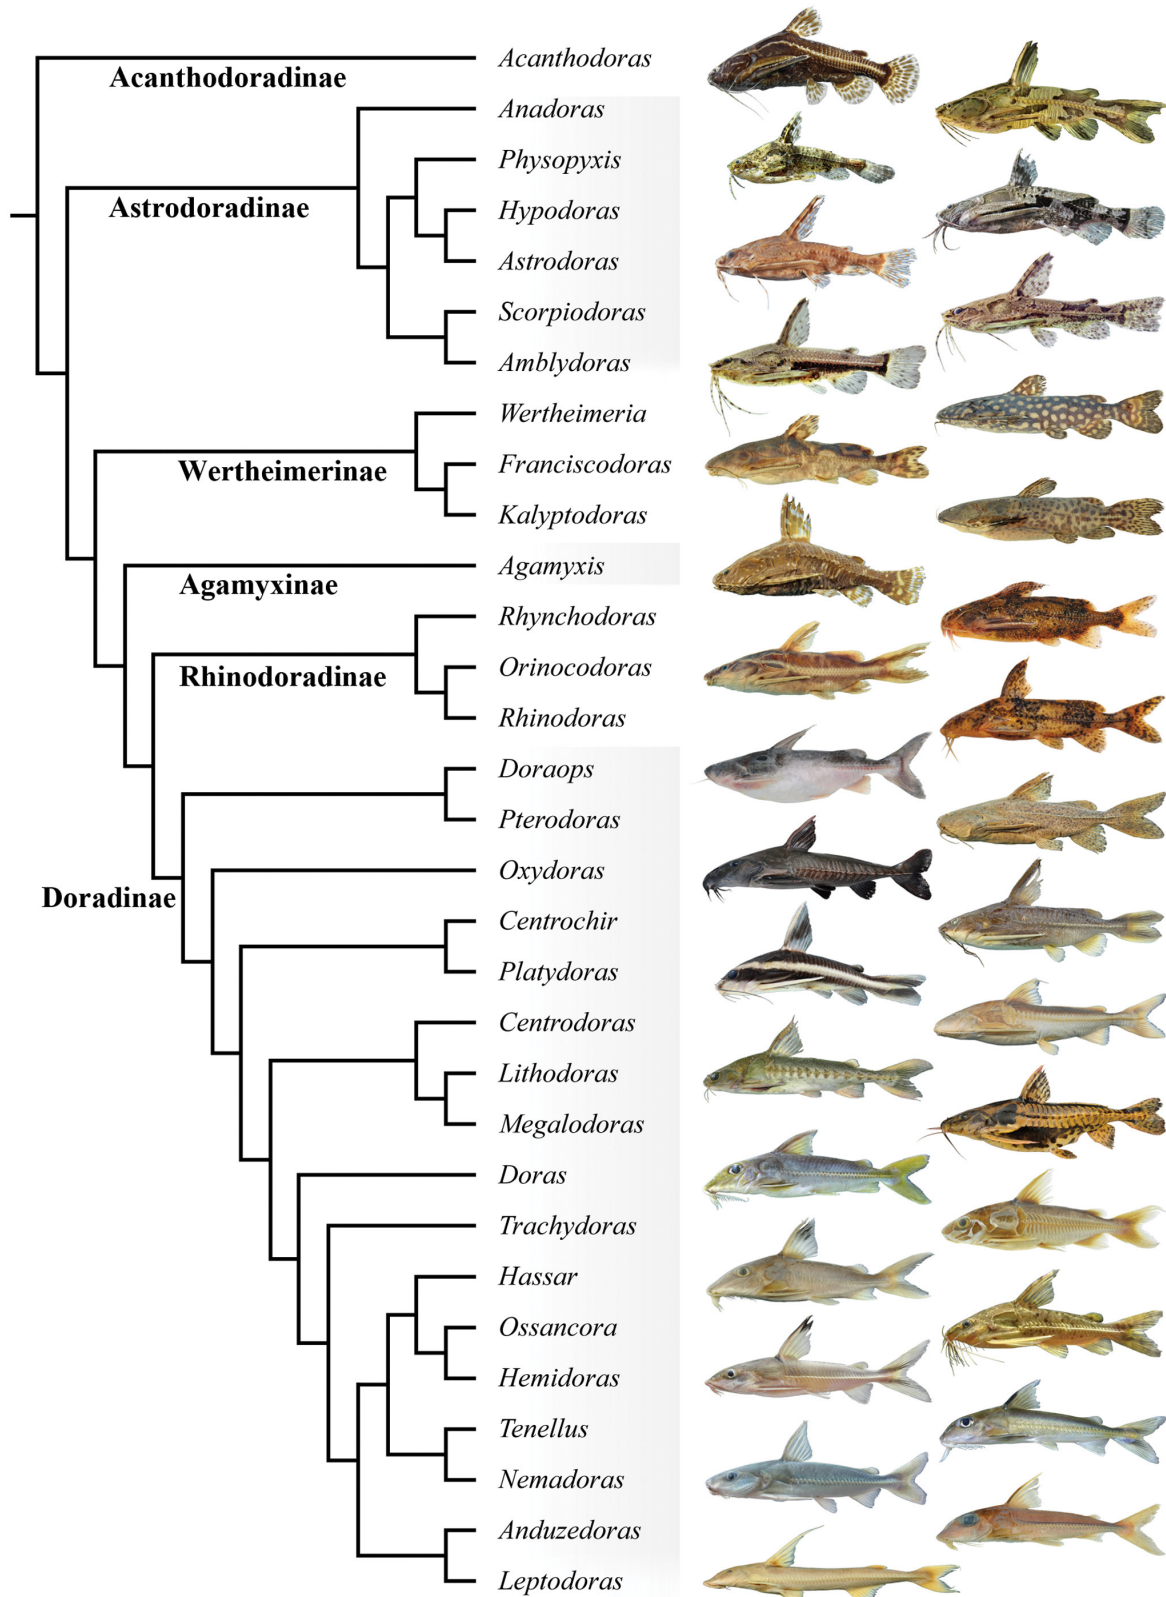 Acanthodoras
Acanthodoradinae
Anadoras
Physopyxis
Astrodoradinae
Hypodoras
Astrodoras
Scorpiodoras
Amblydoras
Wertheimeria
Wertheimerinae
Franciscodoras
Kalyptodoras
Agamyxis
Agamyxinae
Rhynchodoras
Orinocodoras
Rhinodoradinae
Rhinodoras
Doraops
Pterodoras
Oxydoras
Doradinae
Centrochir
Platydoras
Centrodoras
Lithodoras
Megalodoras
Doras
Trachydoras
Hassar
Ossancora
Hemidoras
Tenellus
Nemadoras
Anduzedoras
Leptodoras